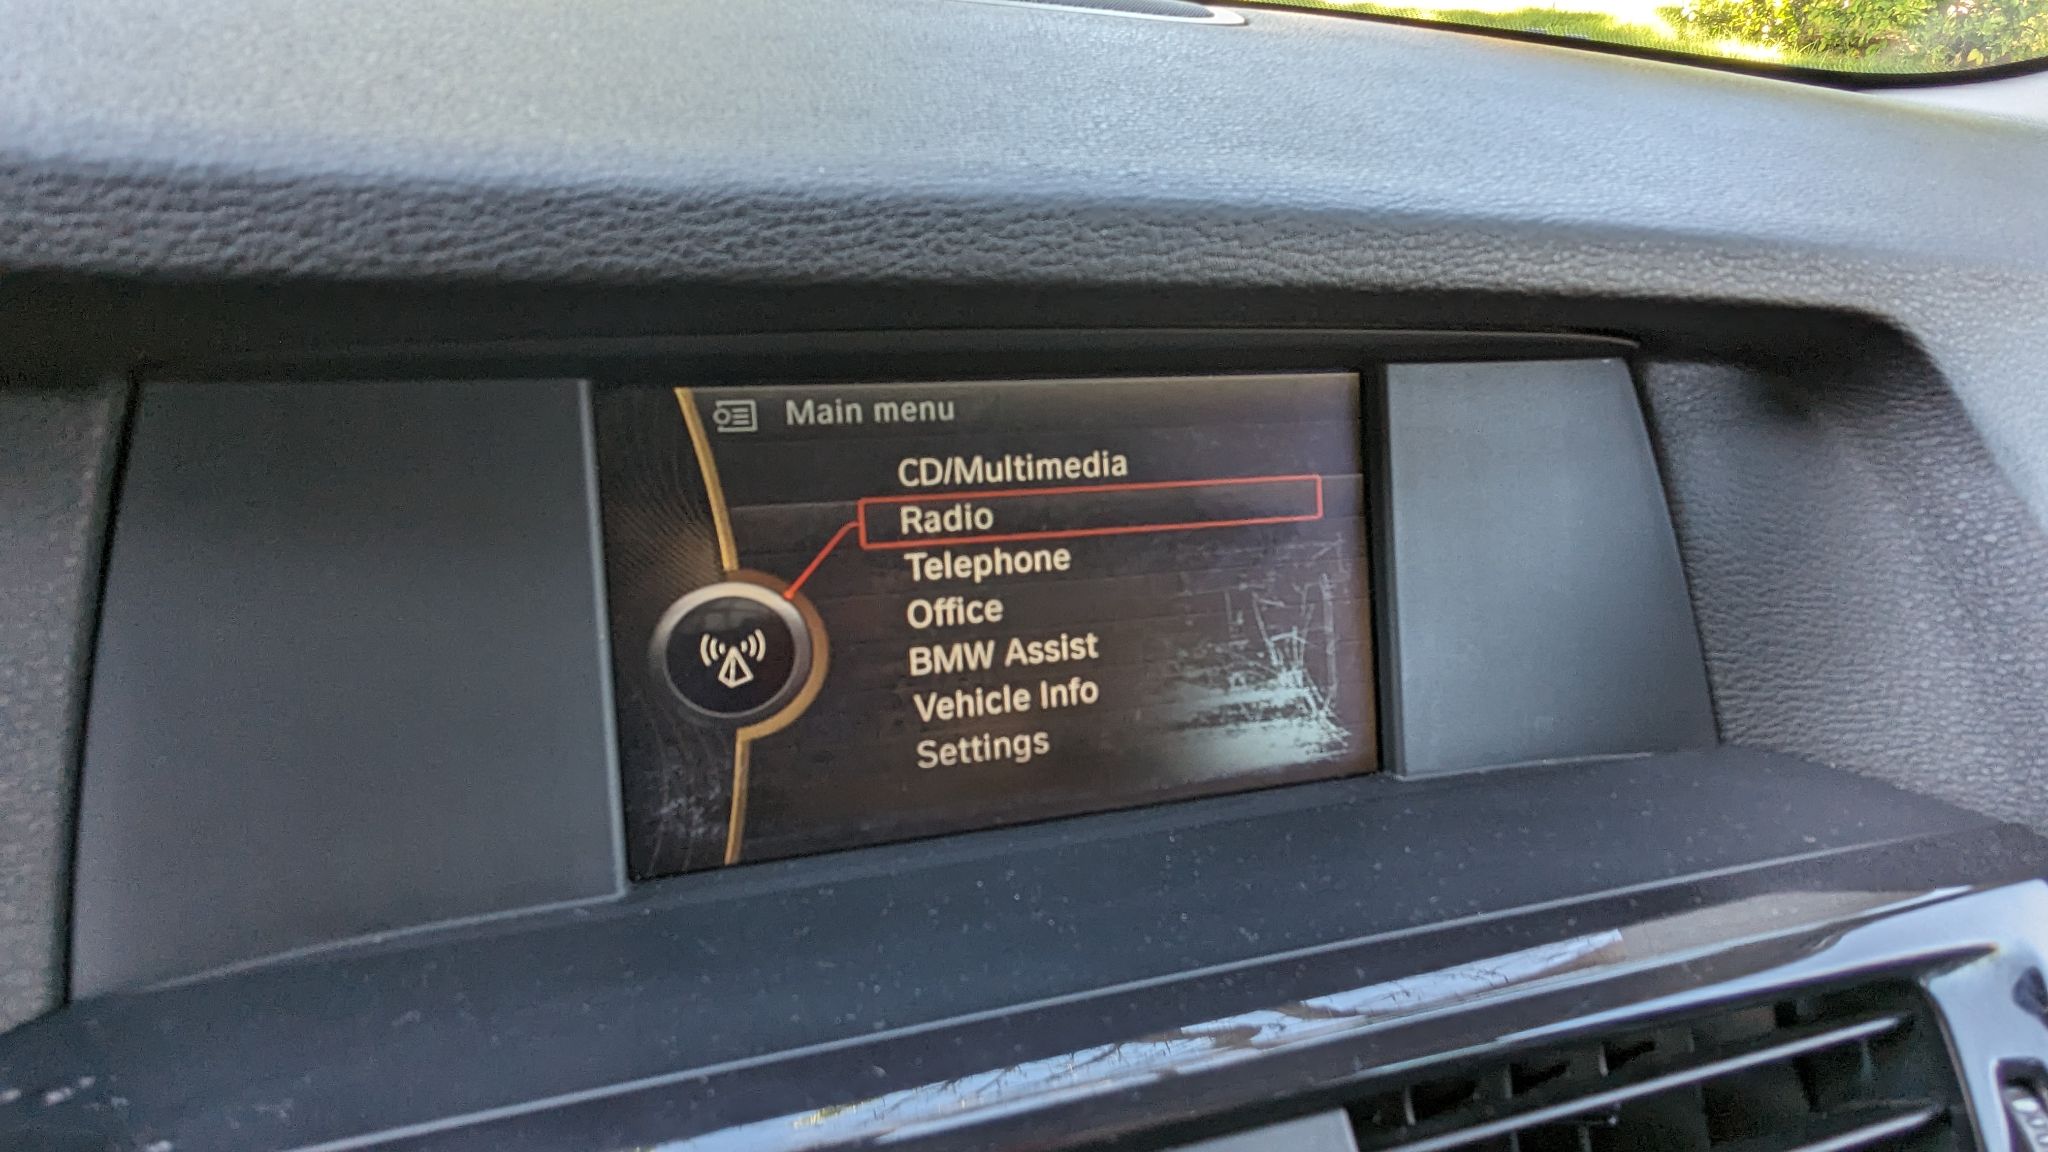 Main menu
CD/Multimedia
Radio
Telephone
Office
BMW Assist
Vehicle Info
Settings